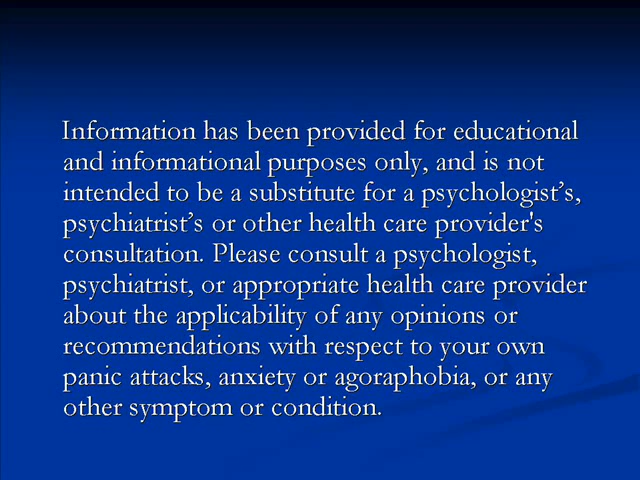 Information has been provided for educational
and informational purposes only, and is not
intended to be a substitute for a psychologist’s,
psychiatrist’s or other health care provider's
consultation. Please consult a psychologist,
psychiatrist, or appropriate health care provider
about the applicability of any opinions or
recommendations with respect to your own
panic attacks, anxiety or agoraphobia, or any
other symptom or condition.